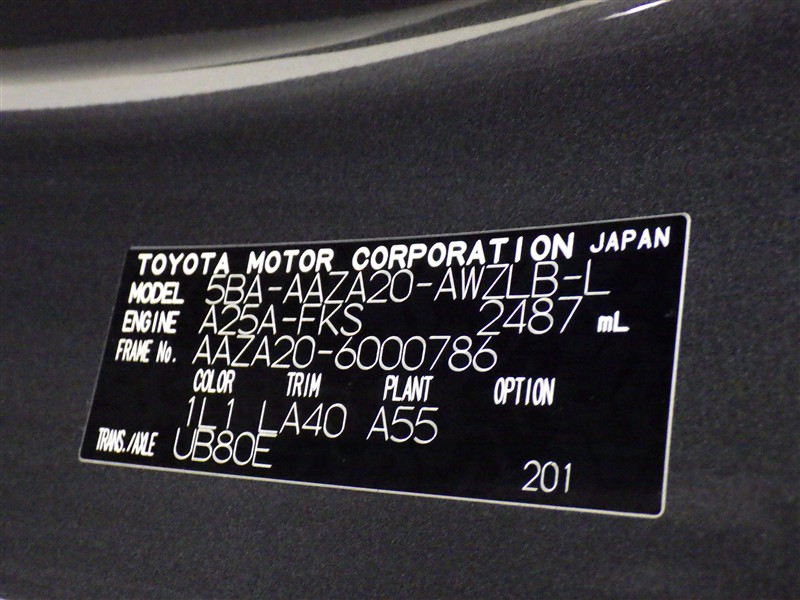 TOYOTA MOTOR CORPORATION JAPAN
MODEL 5BA-AAZA20-AWZLB-L
ENGINE A25A-FKS 2487 mL
FRAME No. AAZA20-6000786
COLOR TRIM PLANT OPTION
1L1 LA40 A55
TRANS./AXLE UB80E
201